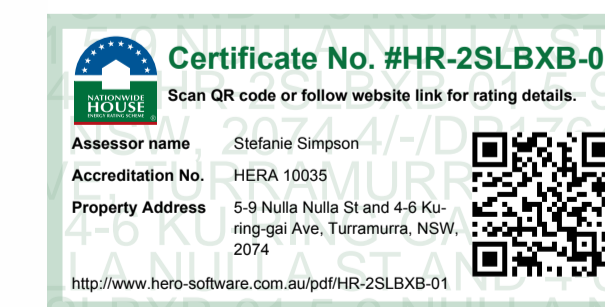 Certificate No. #HR-2SLBXB-0
Scan QR code or follow website link for rating details.
NATIONWIDE
HOUSE
ENERGY RATING SCHEME
®
Assessor name Stefanie Simpson
Accreditation No. HERA 10035
Property Address 5-9 Nulla Nulla St and 4-6 Ku-
ring-gai Ave, Turramurra, NSW,
2074
http://www.hero-software.com.au/pdf/HR-2SLBXB-01